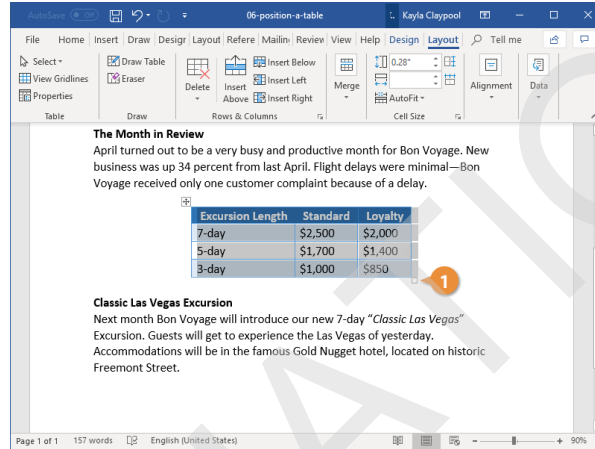 AutoSave Off 06-position-a-table Kayla Claypool
File Home Insert Draw Desigr Layout Refere Mailin Review View Help Design Layout Tell me
Select Draw Table Insert Below 0.28"
View Gridlines Eraser Delete Insert Above Insert Left Merge Alignment Data
Properties Insert Right AutoFit
Table Draw Rows & Columns Cell Size
The Month in Review
April turned out to be a very busy and productive month for Bon Voyage. New
business was up 34 percent from last April. Flight delays were minimal—Bon
Voyage received only one customer complaint because of a delay.
Excursion Length Standard Loyalty
7-day $2,500 $2,000
5-day $1,700 $1,400
3-day $1,000 $850
1
Classic Las Vegas Excursion
Next month Bon Voyage will introduce our new 7-day “Classic Las Vegas”
Excursion. Guests will get to experience the Las Vegas of yesterday.
Accommodations will be in the famous Gold Nugget hotel, located on historic
Freemont Street.
Page 1 of 1 157 words English (United States) 90%